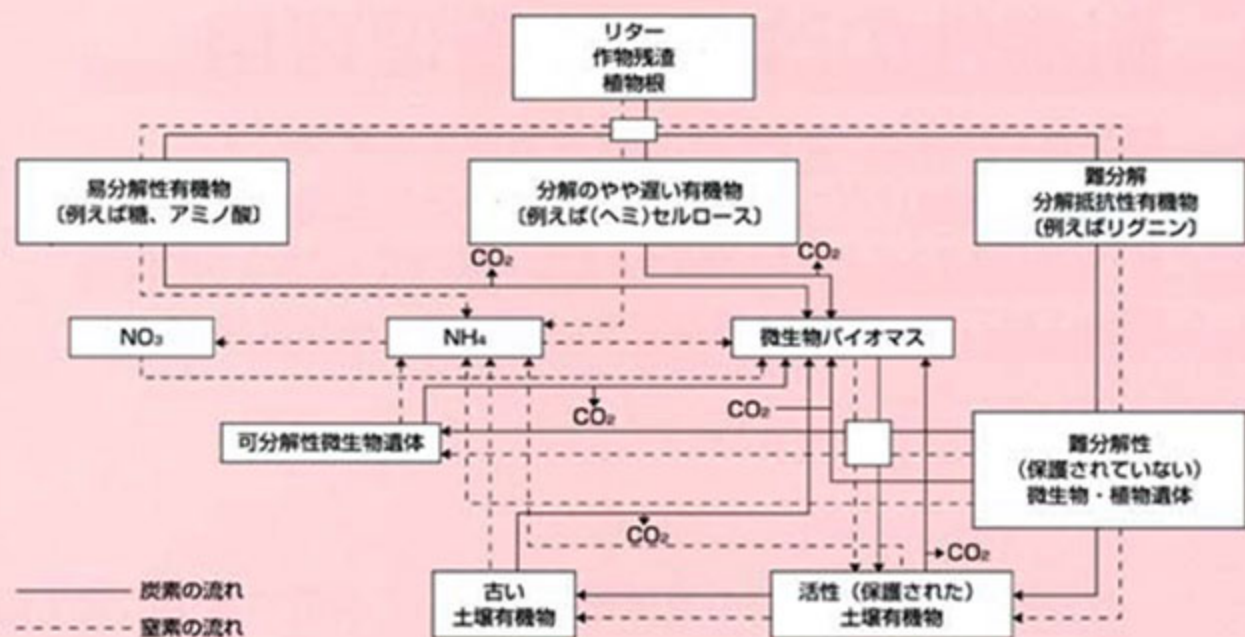 リター
作物残渣
植物根
易分解性有機物
〔例えば糖、アミノ酸〕
分解のやや遅い有機物
〔例えば(ヘミ)セルロース〕
難分解
分解抵抗性有機物
〔例えばリグニン〕
CO₂
CO₂
NO₃
NH₄
微生物バイオマス
CO₂
CO₂
可分解性微生物遺体
難分解性
(保護されていない)
微生物・植物遺体
CO₂
CO₂
古い
土壌有機物
活性(保護された)
土壌有機物
炭素の流れ
窒素の流れ